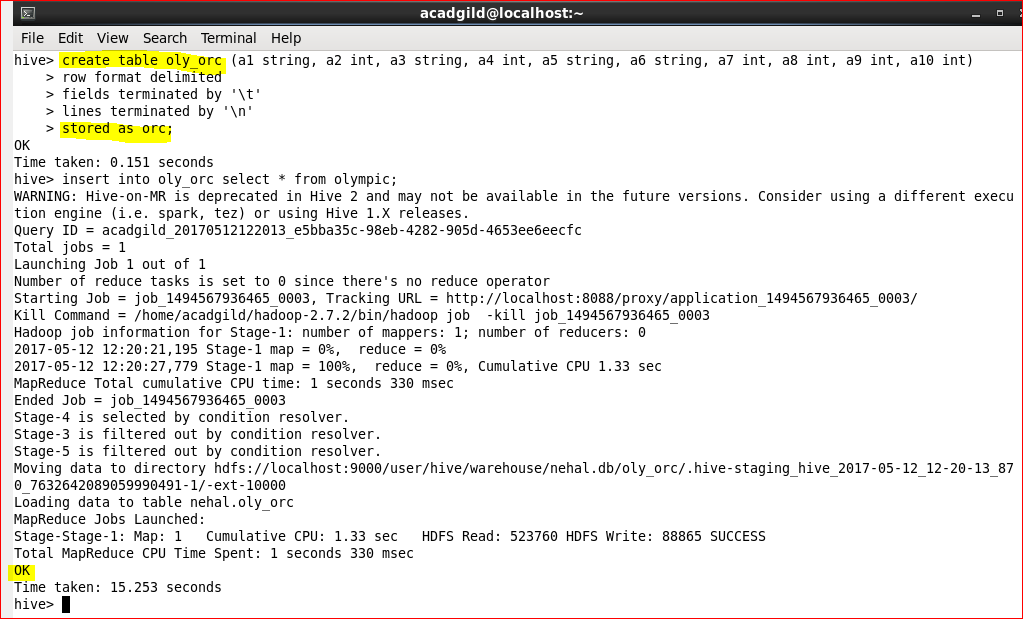 acadgild@localhost:~
File Edit View Search Terminal Help
hive> create table oly_orc (a1 string, a2 int, a3 string, a4 int, a5 string, a6 string, a7 int, a8 int, a9 int, a10 int)
    > row format delimited
    > fields terminated by '\t'
    > lines terminated by '\n'
    > stored as orc;
OK
Time taken: 0.151 seconds
hive> insert into oly_orc select * from olympic;
WARNING: Hive-on-MR is deprecated in Hive 2 and may not be available in the future versions. Consider using a different execu
tion engine (i.e. spark, tez) or using Hive 1.X releases.
Query ID = acadgild_20170512122013_e5bba35c-98eb-4282-905d-4653ee6eecfc
Total jobs = 1
Launching Job 1 out of 1
Number of reduce tasks is set to 0 since there's no reduce operator
Starting Job = job_1494567936465_0003, Tracking URL = http://localhost:8088/proxy/application_1494567936465_0003/
Kill Command = /home/acadgild/hadoop-2.7.2/bin/hadoop job  -kill job_1494567936465_0003
Hadoop job information for Stage-1: number of mappers: 1; number of reducers: 0
2017-05-12 12:20:21,195 Stage-1 map = 0%,  reduce = 0%
2017-05-12 12:20:27,779 Stage-1 map = 100%,  reduce = 0%, Cumulative CPU 1.33 sec
MapReduce Total cumulative CPU time: 1 seconds 330 msec
Ended Job = job_1494567936465_0003
Stage-4 is selected by condition resolver.
Stage-3 is filtered out by condition resolver.
Stage-5 is filtered out by condition resolver.
Moving data to directory hdfs://localhost:9000/user/hive/warehouse/nehal.db/oly_orc/.hive-staging_hive_2017-05-12_12-20-13_87
0_7632642089059990491-1/-ext-10000
Loading data to table nehal.oly_orc
MapReduce Jobs Launched:
Stage-Stage-1: Map: 1   Cumulative CPU: 1.33 sec   HDFS Read: 523760 HDFS Write: 88865 SUCCESS
Total MapReduce CPU Time Spent: 1 seconds 330 msec
OK
Time taken: 15.253 seconds
hive>